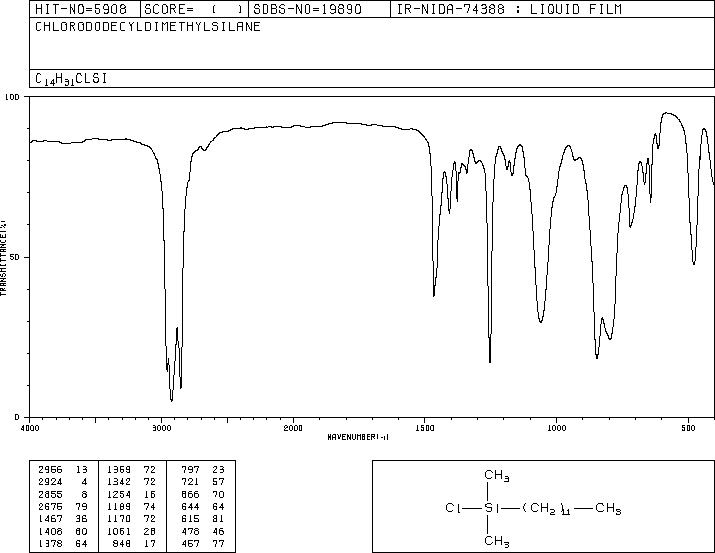 HIT-NO=5908 SCORE= ( ) SDBS-NO=19890 IR-NIDA-74388 : LIQUID FILM
CHLORODODECYLDIMETHYLSILANE
C14H31CLSI
100
50
0
TRANSMITTANCE(%)
4000 3000 2000 1500 1000 500
WAVENUMBER(-1)
2956 13 1369 72 797 23
2924 4 1342 72 721 57
2855 8 1254 16 666 70
2675 79 1189 74 644 64
1467 36 1170 72 615 81
1408 60 1061 28 478 46
1378 64 846 17 457 77
CH3
Cl Si (CH2)11 CH3
CH3